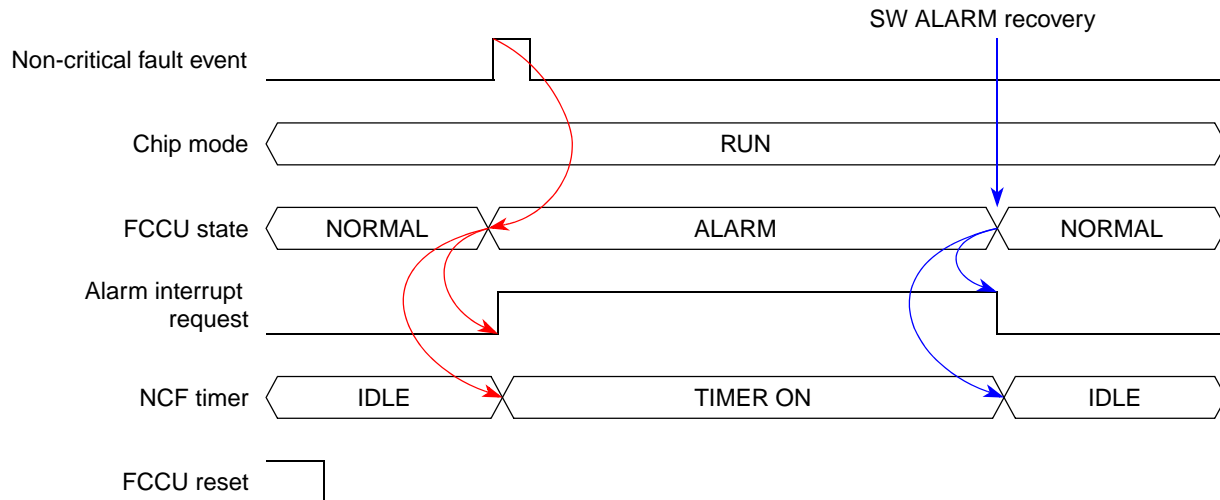 SW ALARM recovery
Non-critical fault event
Chip mode
RUN
FCCU state
NORMAL
ALARM
NORMAL
Alarm interrupt
request
NCF timer
IDLE
TIMER ON
IDLE
FCCU reset